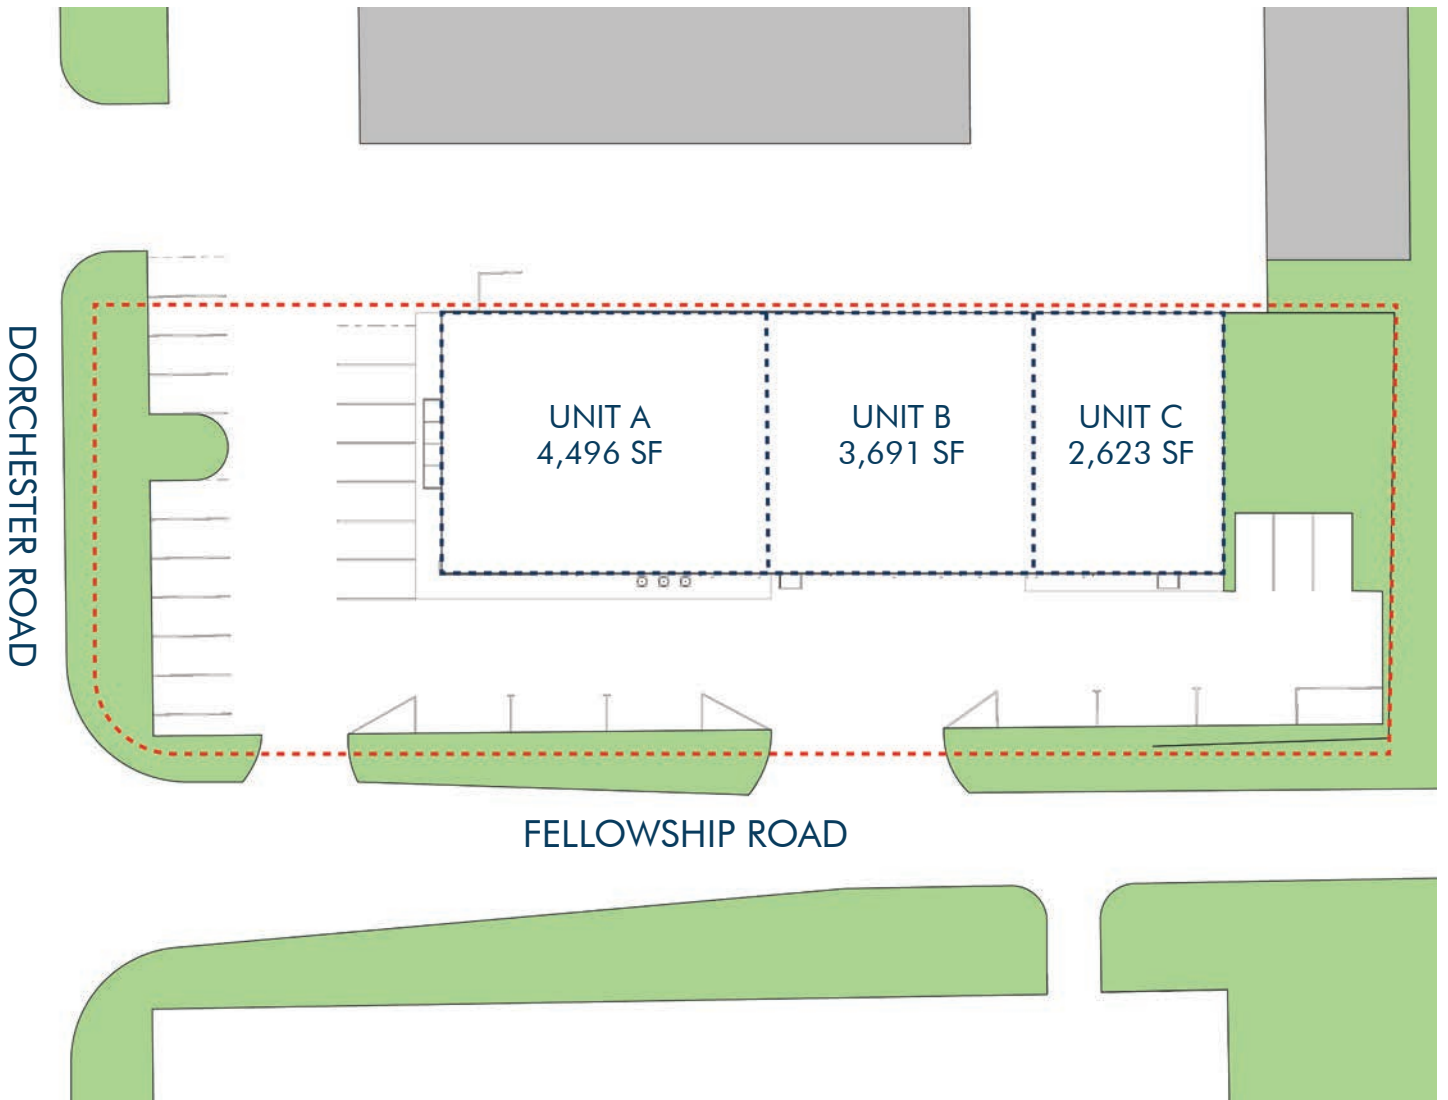 DORCHESTER ROAD
UNIT A
4,496 SF
UNIT B
3,691 SF
UNIT C
2,623 SF
FELLOWSHIP ROAD